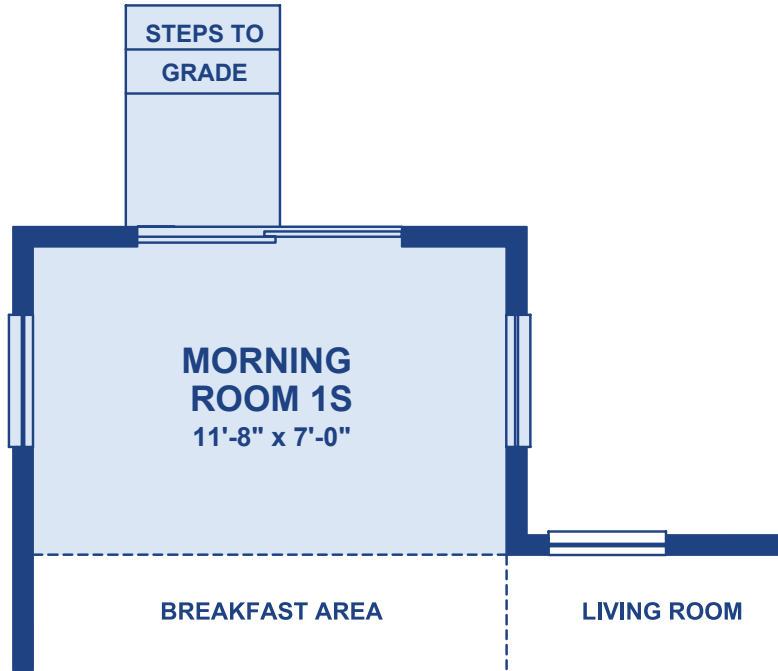 STEPS TO
GRADE
MORNING
ROOM 1S
11'-8" x 7'-0"
BREAKFAST AREA
LIVING ROOM